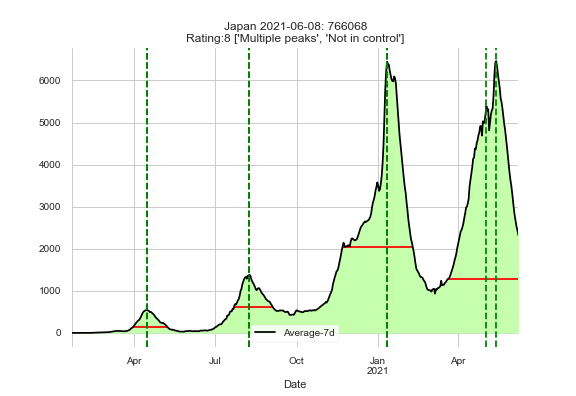 Japan 2021-06-08: 766068
Rating:8 ['Multiple peaks', 'Not in control']
6000
5000
4000
3000
2000
1000
0
Average-7d
Apr
Jul
Oct
Jan
2021
Apr
Date